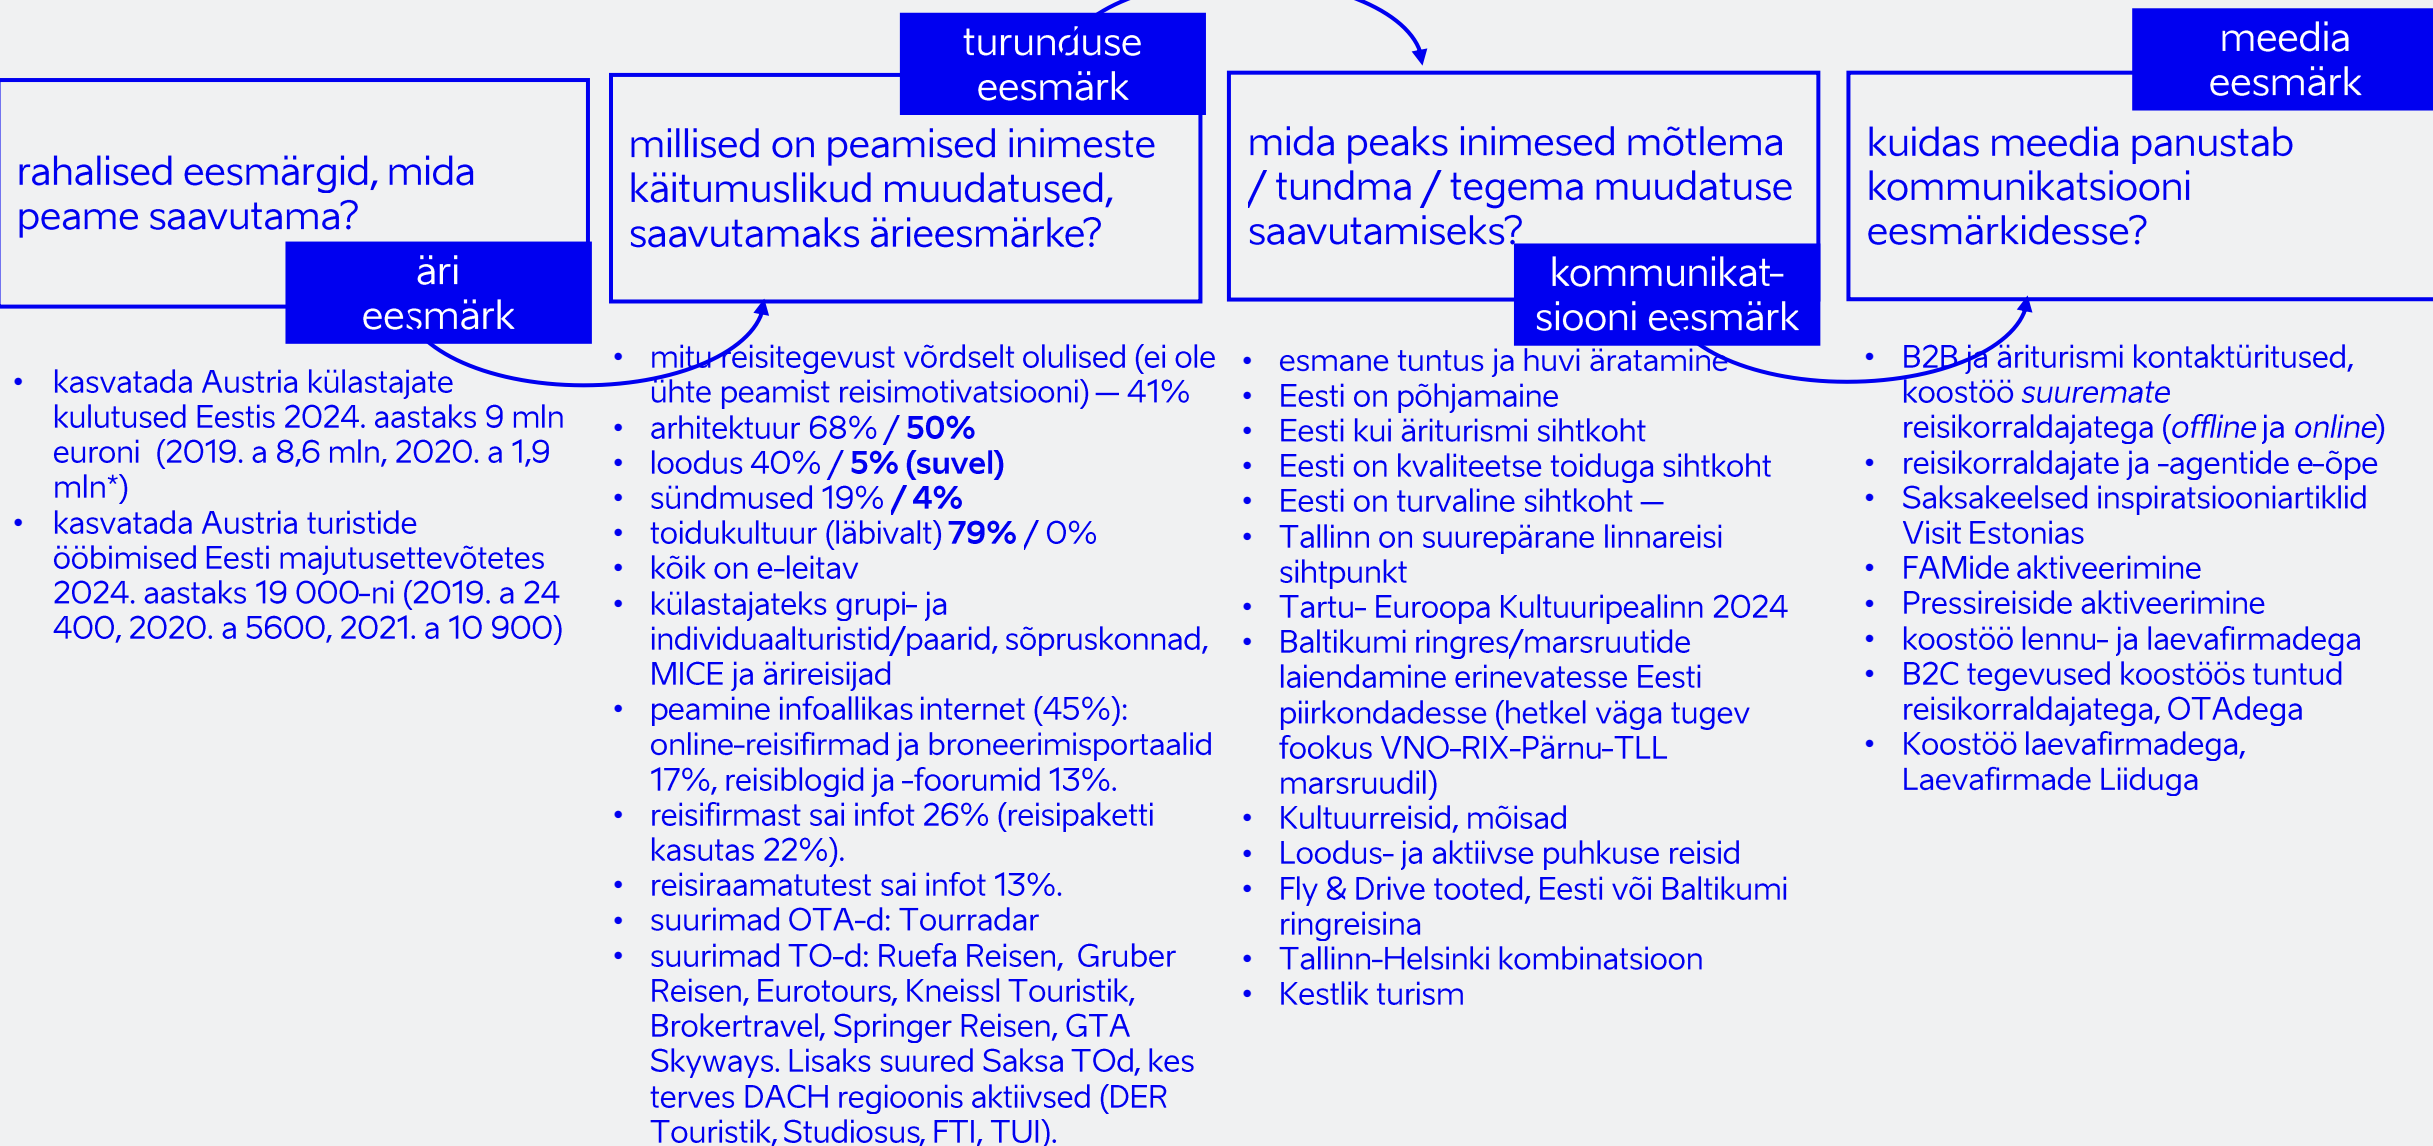 rahalised eesmärgid, mida
peame saavutama?
äri
eesmärk
kasvatada Austria külastajate
kulutused Eestis 2024. aastaks 9 mln
euroni (2019. a 8,6 mln, 2020. a 1,9
mln*)
kasvatada Austria turistide
ööbimised Eesti majutusettevõtetes
2024. aastaks 19 000-ni (2019. a 24
400, 2020. a 5600, 2021. a 10 900)
turunduse
eesmärk
millised on peamised inimeste
käitumuslikud muudatused,
saavutamaks ärieesmärke?
mitu reisitegevust võrdselt olulised (ei ole
ühte peamist reisimotivatsiooni) — 41%
arhitektuur 68% / 50%
loodus 40% / 5% (suvel)
sündmused 19% / 4%
toidukultuur (läbivalt) 79% / 0%
kõik on e-leitav
külastajateks grupi- ja
individuaalturistid/paarid, sõpruskonnad,
MICE ja ärireisijad
peamine infoallikas internet (45%):
online-reisifirmad ja broneerimisportaalid
17%, reisiblogid ja -foorumid 13%.
reisifirmast sai infot 26% (reisipaketti
kasutas 22%).
reisiraamatutest sai infot 13%.
suurimad OTA-d: Tourradar
suurimad TO-d: Ruefa Reisen, Gruber
Reisen, Eurotours, Kneissl Touristik,
Brokertravel, Springer Reisen, GTA
Skyways. Lisaks suured Saksa TOd, kes
terves DACH regioonis aktiivsed (DER
Touristik, Studiosus, FTI, TUI).
mida peaks inimesed mõtlema
/ tundma / tegema muudatuse
saavutamiseks?
kommunikat-
siooni eesmärk
esmane tuntus ja huvi äratamine
Eesti on põhjamaine
Eesti kui äriturismi sihtkoht
Eesti on kvaliteetse toiduga sihtkoht
Eesti on turvaline sihtkoht —
Tallinn on suurepärane linnareisi
sihtpunkt
Tartu- Euroopa Kultuuripealinn 2024
Baltikumi ringres/marsruutide
laiendamine erinevatesse Eesti
piirkondadesse (hetkel väga tugev
fookus VNO-RIX-Pärnu-TLL
marsruudil)
Kultuurreisid, mõisad
Loodus- ja aktiivse puhkuse reisid
Fly & Drive tooted, Eesti või Baltikumi
ringreisina
Tallinn-Helsinki kombinatsioon
Kestlik turism
meedia
eesmärk
kuidas meedia panustab
kommunikatsiooni
eesmärkidesse?
B2B ja äriturismi kontaktüritused,
koostöö suuremate
reisikorraldajatega (offline ja online)
reisikorraldajate ja -agentide e-õpe
Saksakeelsed inspiratsiooniartiklid
Visit Estonias
FAMide aktiveerimine
Pressireiside aktiveerimine
koostöö lennu- ja laevafirmadega
B2C tegevused koostöös tuntud
reisikorraldajatega, OTAdega
Koostöö laevafirmadega,
Laevafirmade Liiduga